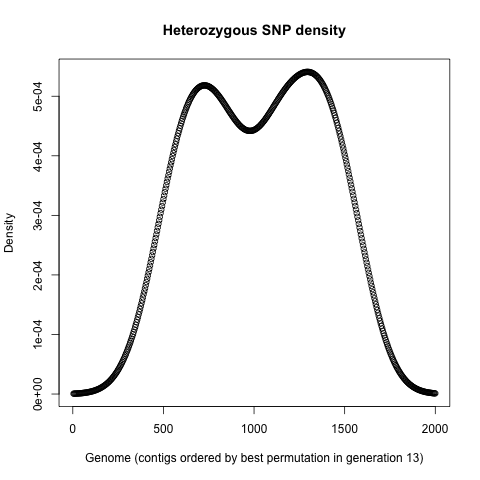 Heterozygous SNP density
Density
5e-04
4e-04
3e-04
2e-04
1e-04
0e+00
0 500 1000 1500 2000
Genome (contigs ordered by best permutation in generation 13)